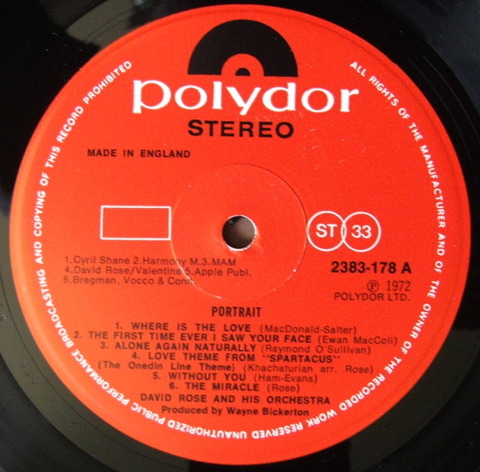 polydor
STEREO
MADE IN ENGLAND
ST 33
1.Cyril Shane 2.Harmony M.3.MAM
4.David Rose/Valentine 5.Apple Publ.
6.Bregman, Vocco & Conn
2383-178 A
Ⓟ 1972
POLYDOR LTD.
PORTRAIT
1. WHERE IS THE LOVE (MacDonald-Salter)
2. THE FIRST TIME EVER I SAW YOUR FACE (Ewan MacColl)
3. ALONE AGAIN NATURALLY (Raymond O'Sullivan)
4. LOVE THEME FROM "SPARTACUS"
(The Onedin Line Theme) (Khachaturian arr. Rose)
5. WITHOUT YOU (Ham-Evans)
6. THE MIRACLE (Rose)
DAVID ROSE AND HIS ORCHESTRA
Produced by Wayne Bickerton
ALL RIGHTS OF THE MANUFACTURER AND OF THE OWNER OF THE RECORDED WORK RESERVED UNAUTHORIZED PUBLIC PERFORMANCE BROADCASTING AND COPYING OF THIS RECORD PROHIBITED